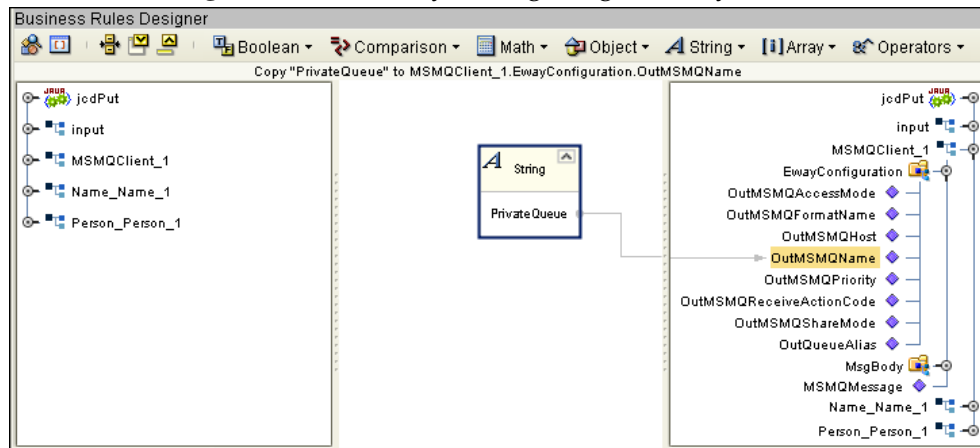 Business Rules Designer
Boolean Comparison Math Object A String [i] Array Operators
Copy "PrivateQueue" to MSMQClient_1.EwayConfiguration.OutMSMQName
JAVA jcdPut
input
MSMQClient_1
Name_Name_1
Person_Person_1
A String
PrivateQueue
jcdPut JAVA
input
MSMQClient_1
EwayConfiguration
OutMSMQAccessMode
OutMSMQFormatName
OutMSMQHost
OutMSMQName
OutMSMQPriority
OutMSMQReceiveActionCode
OutMSMQShareMode
OutQueueAlias
MsgBody
MSMQMessage
Name_Name_1
Person_Person_1